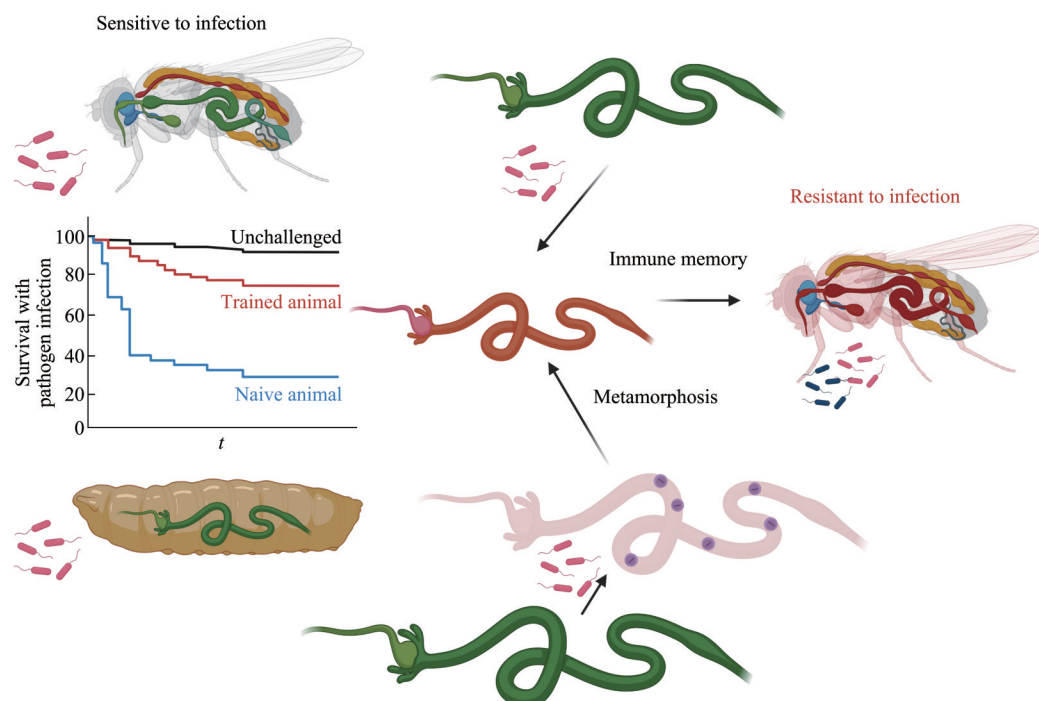 Sensitive to infection
Resistant to infection
Survival with
pathogen infection
100
80
60
40
20
0
Unchallenged
Trained animal
Naive animal
t
Immune memory
Metamorphosis